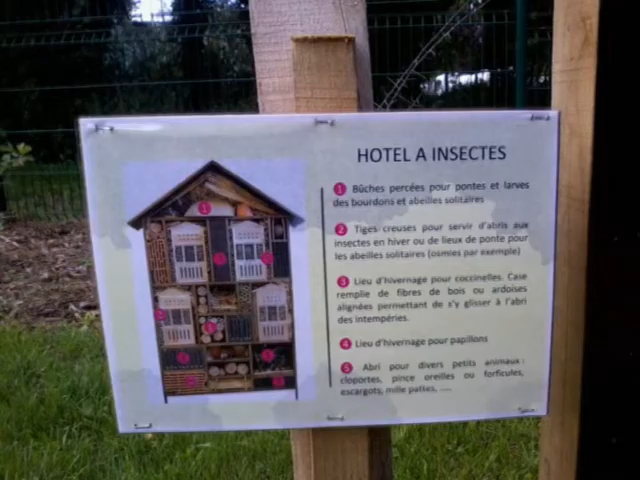 HOTEL A INSECTES
1 Bûches percées pour pontes et larves
des bourdons et abeilles solitaires
2 Tiges creuses pour servir d'abris aux
insectes en hiver ou de lieux de ponte pour
les abeilles solitaires (osmies par exemple)
3 Lieu d'hivernage pour coccinelles. Case
remplie de fibres de bois ou ardoises
alignées permettant de s'y glisser à l'abri
des intempéries.
4 Lieu d'hivernage pour papillons
5 Abri pour divers petits animaux :
cloportes, pince oreilles ou forficules,
escargots, mille pattes, .....